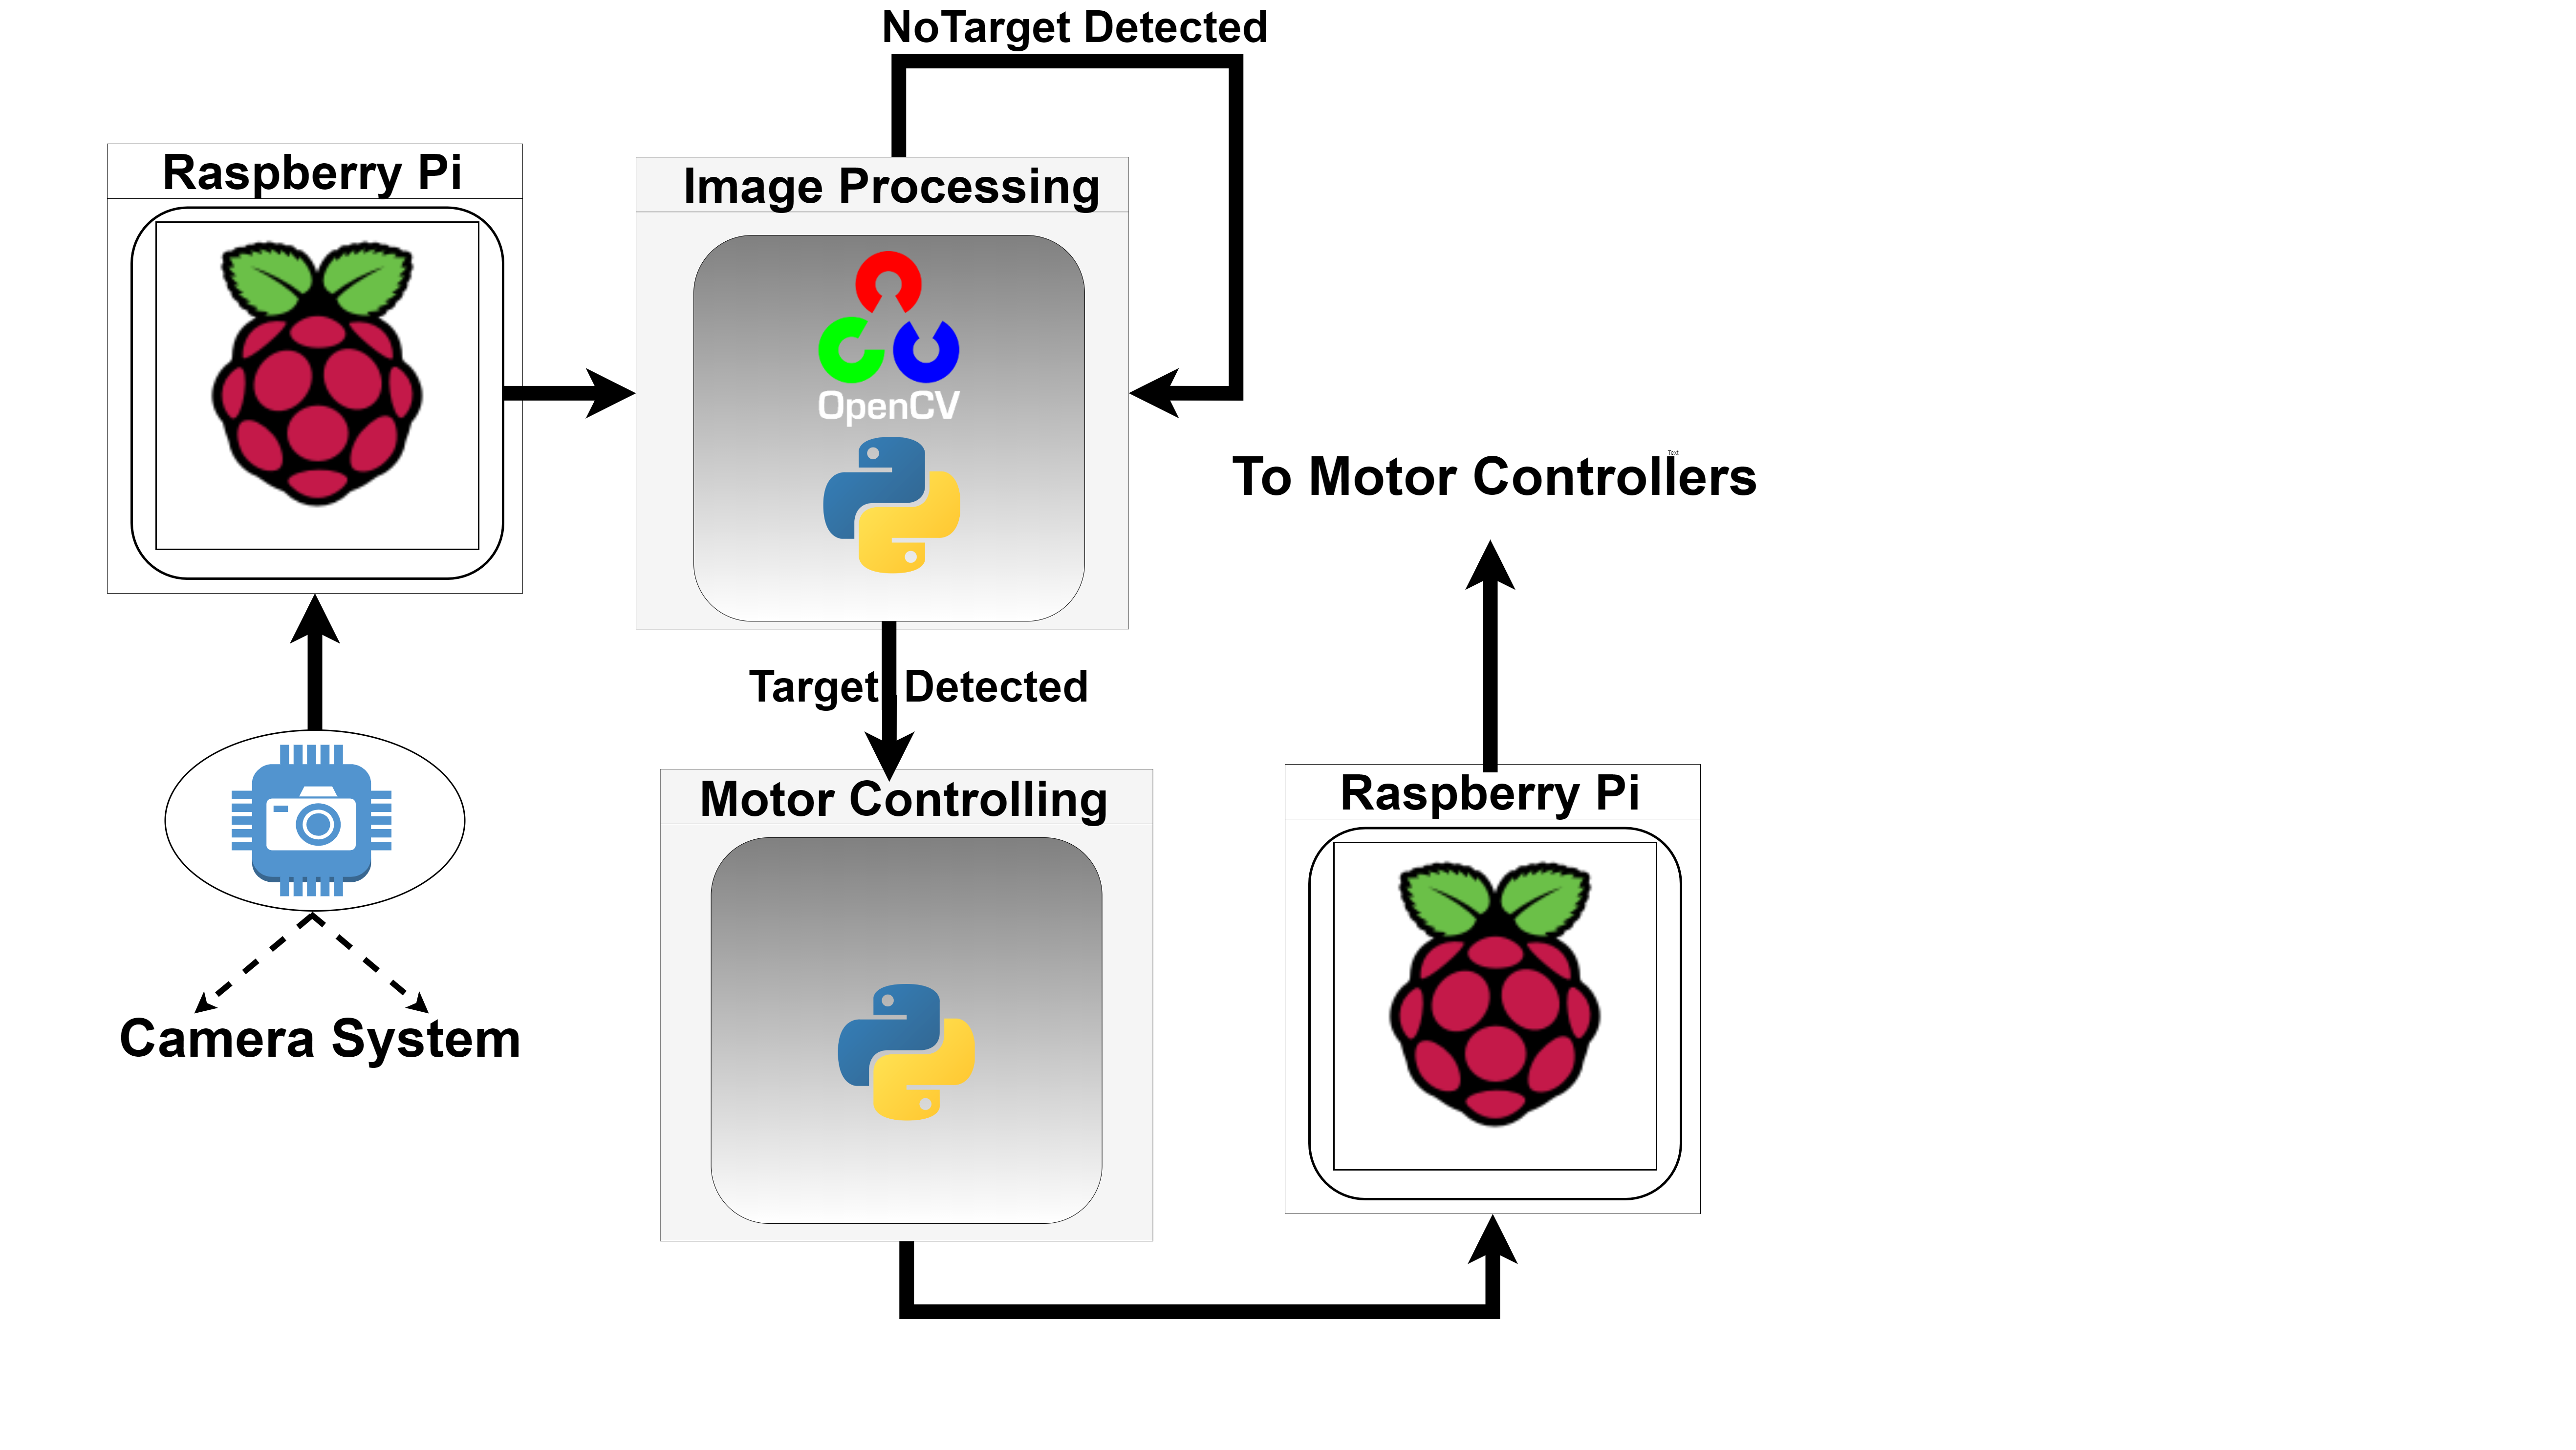 NoTarget Detected
Raspberry Pi
Image Processing
OpenCV
Text
To Motor Controllers
Target Detected
Motor Controlling
Raspberry Pi
Camera System